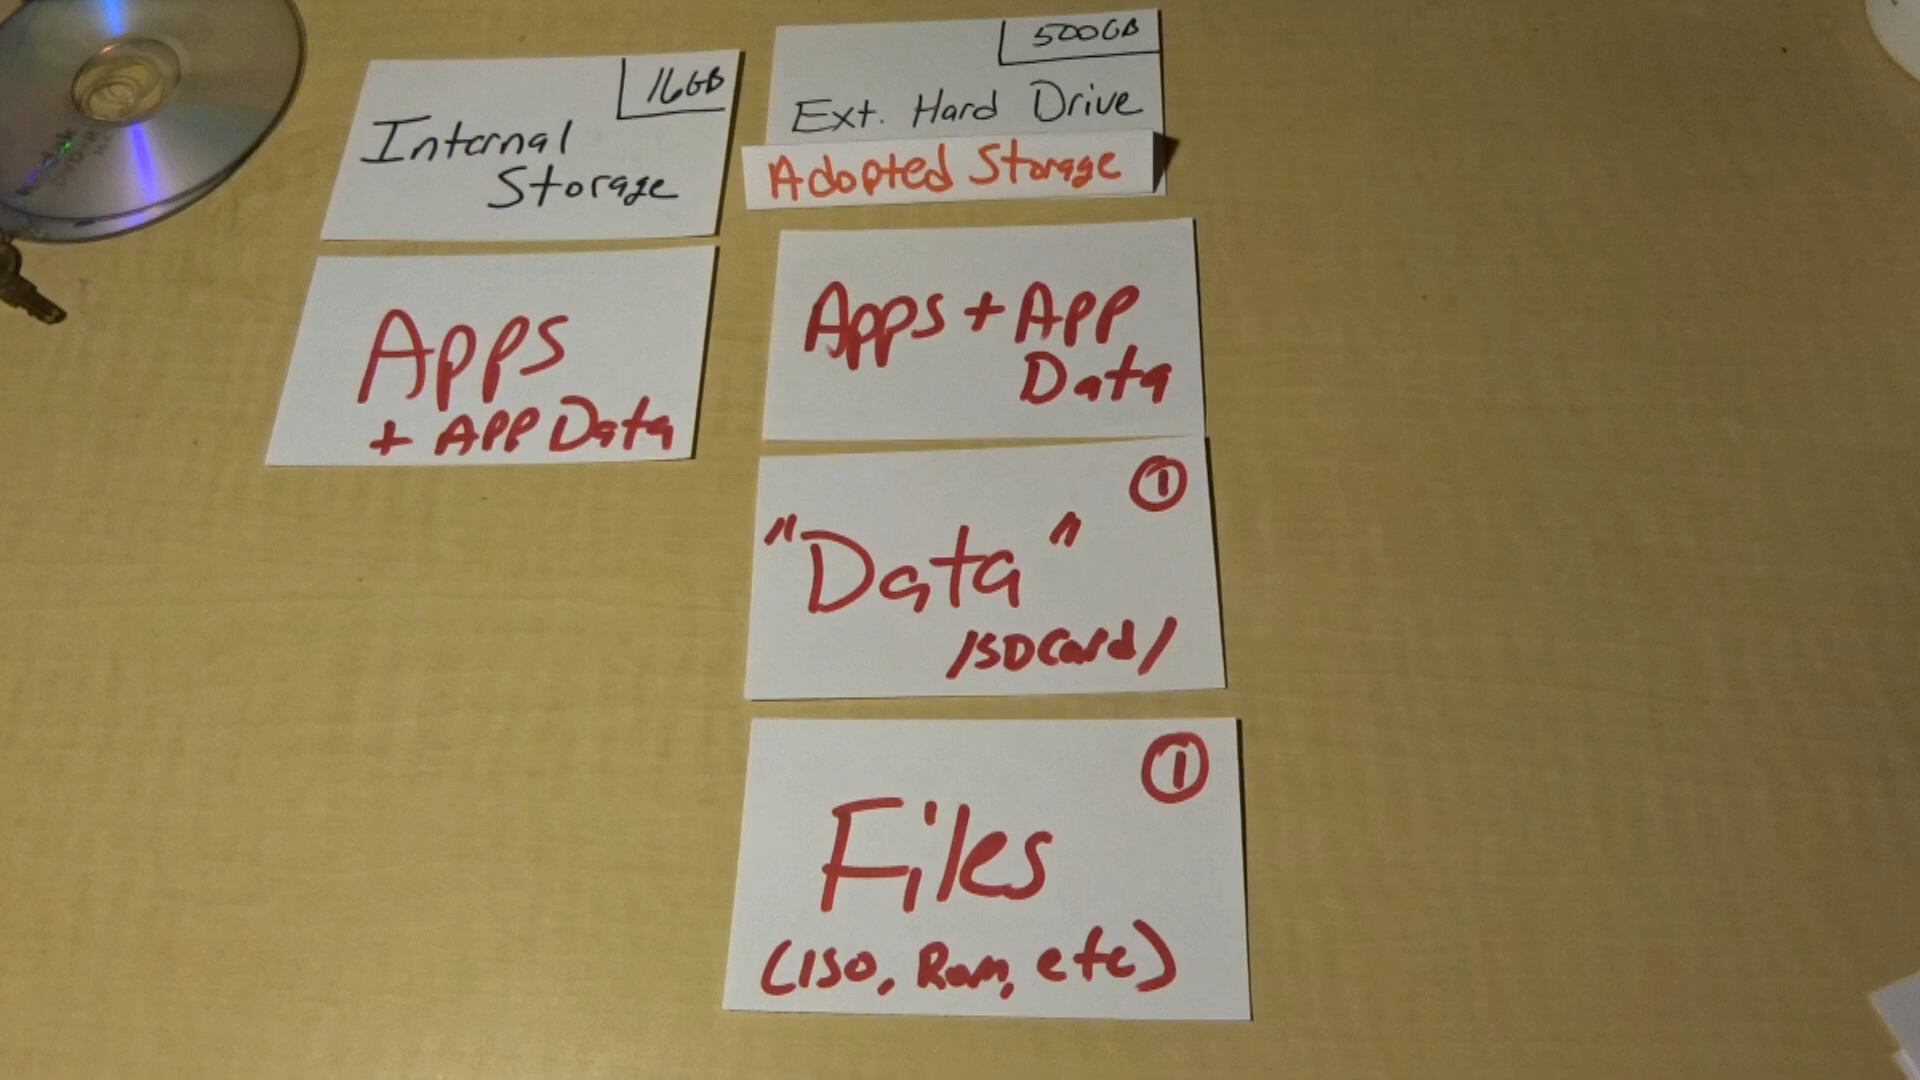 16GB
Internal
Storage
Apps
+ APP Data
500GB
Ext. Hard Drive
Adopted Storage
Apps + APP
Data
①
"Data"
/SDCard/
①
Files
(ISO, Rom, etc)